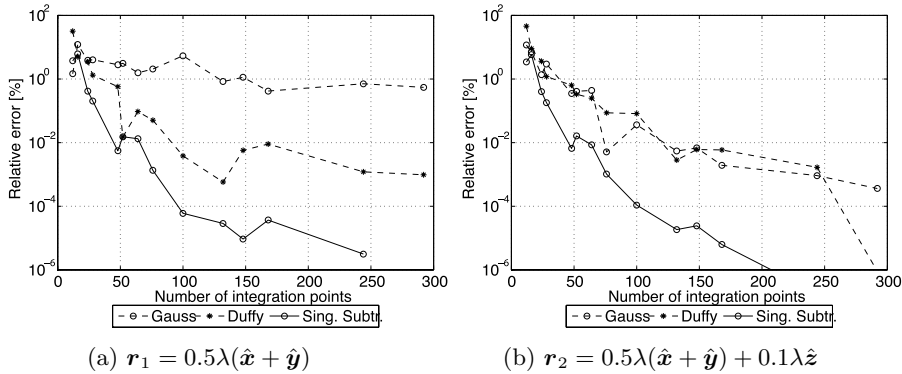 10^2
10^0
10^-2
10^-4
10^-6
Relative error [%]
0 50 100 150 200 250 300
Number of integration points
Gauss Duffy Sing. Subtr.
(a) r₁ = 0.5λ(x̂ + ŷ)
10^2
10^0
10^-2
10^-4
10^-6
Relative error [%]
0 50 100 150 200 250 300
Number of integration points
Gauss Duffy Sing. Subtr.
(b) r₂ = 0.5λ(x̂ + ŷ) + 0.1λẑ